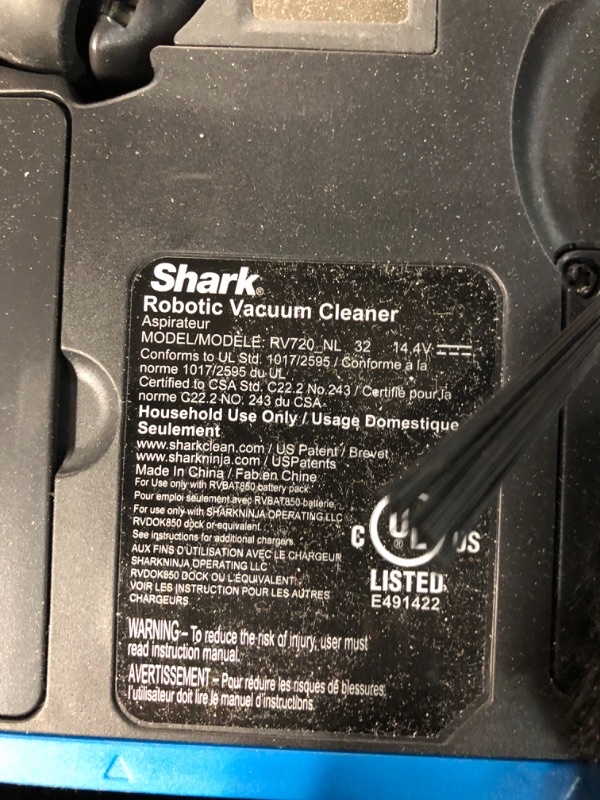 Shark®
Robotic Vacuum Cleaner
Aspirateur
MODEL/MODÈLE: RV720_NL 32 14.4V
Conforms to UL Std. 1017/2595 / Conforme à la
norme 1017/2595 du UL
Certified to CSA Std. C22.2 No.243 / Certifié pour la
norme C22.2 NO. 243 du CSA
Household Use Only / Usage Domestique
Seulement
www.sharkclean.com / US Patent / Brevet
www.sharkninja.com / USPatents
Made In China / Fab.en Chine
For Use only with RVBAT850 battery pack
Pour emploi seulement avec RVBAT850 batterie
For use only with SHARKNINJA OPERATING LLC
RVDOK850 dock or equivalent.
See instructions for additional chargers.
AUX FINS D'UTILISATION AVEC LE CHARGEUR
SHARKNINJA OPERATING LLC
RVDOK850 DOCK OU L'ÉQUIVALENT.
VOIR LES INSTRUCTION POUR LES AUTRES
CHARGEURS
C UL ® US
LISTED
E491422
WARNING – To reduce the risk of injury, user must
read instruction manual.
AVERTISSEMENT – Pour réduire les risques de blessures,
l'utilisateur doit lire le manuel d'instructions.